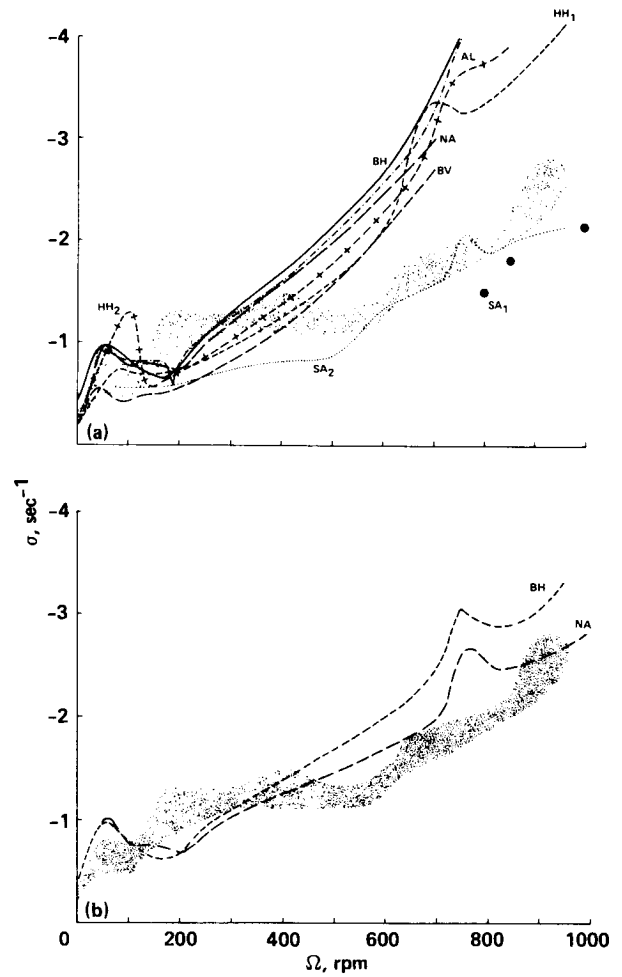 -4
-3
-2
-1
HH1
AL
BH
NA
BV
HH2
SA1
SA2
(a)
σ, sec⁻¹
-4
-3
-2
-1
BH
NA
(b)
0 200 400 600 800 1000
Ω, rpm